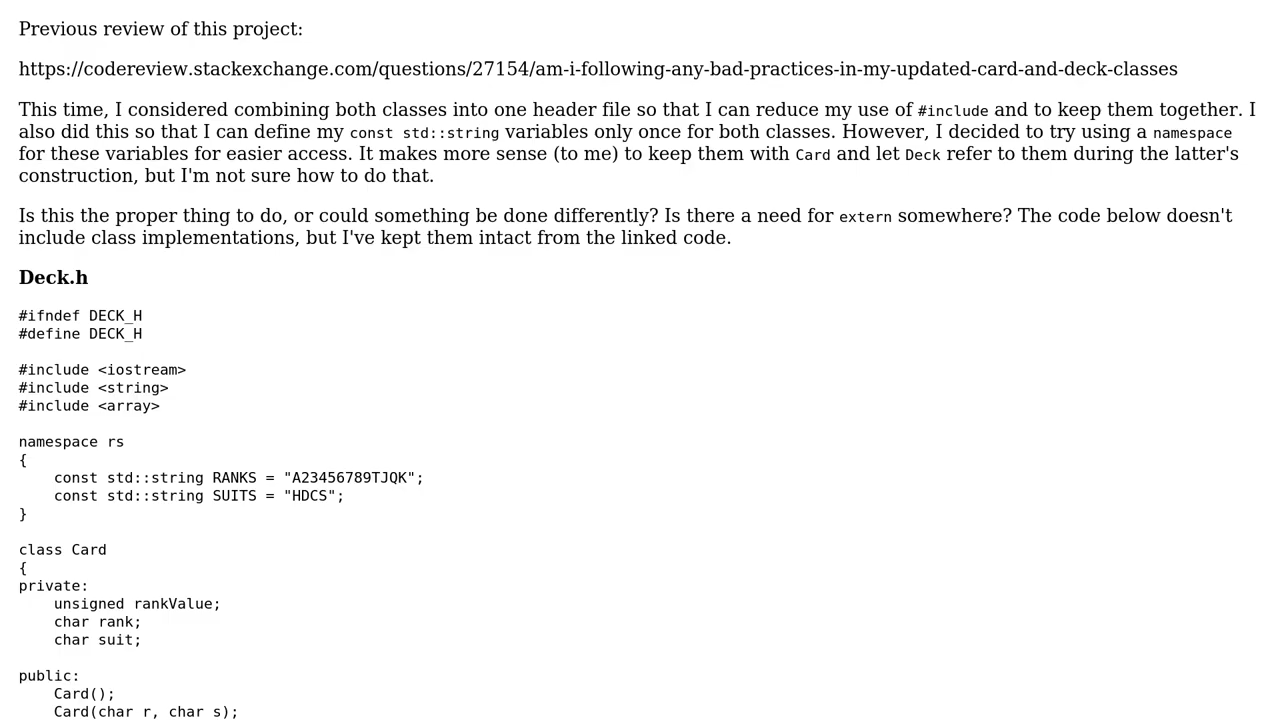 Previous review of this project:
https://codereview.stackexchange.com/questions/27154/am-i-following-any-bad-practices-in-my-updated-card-and-deck-classes
This time, I considered combining both classes into one header file so that I can reduce my use of #include and to keep them together. I
also did this so that I can define my const std::string variables only once for both classes. However, I decided to try using a namespace
for these variables for easier access. It makes more sense (to me) to keep them with Card and let Deck refer to them during the latter's
construction, but I'm not sure how to do that.
Is this the proper thing to do, or could something be done differently? Is there a need for extern somewhere? The code below doesn't
include class implementations, but I've kept them intact from the linked code.
Deck.h
#ifndef DECK_H
#define DECK_H
#include <iostream>
#include <string>
#include <array>
namespace rs
{
    const std::string RANKS = "A23456789TJQK";
    const std::string SUITS = "HDCS";
}
class Card
{
private:
    unsigned rankValue;
    char rank;
    char suit;
public:
    Card();
    Card(char r, char s);